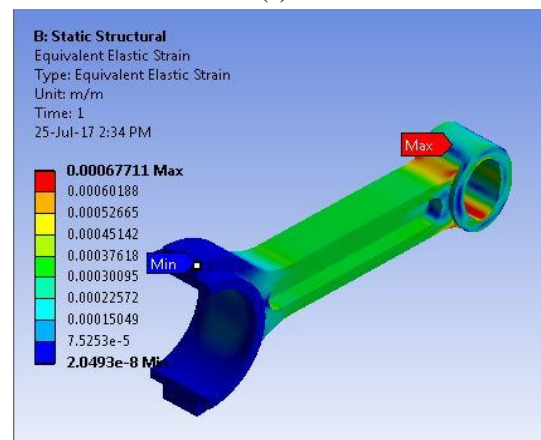 B: Static Structural
Equivalent Elastic Strain
Type: Equivalent Elastic Strain
Unit: m/m
Time: 1
25-Jul-17 2:34 PM
0.00067711 Max
0.00060188
0.00052665
0.00045142
0.00037618
0.00030095
0.00022572
0.00015049
7.5253e-5
2.0493e-8 Min
Max
Min